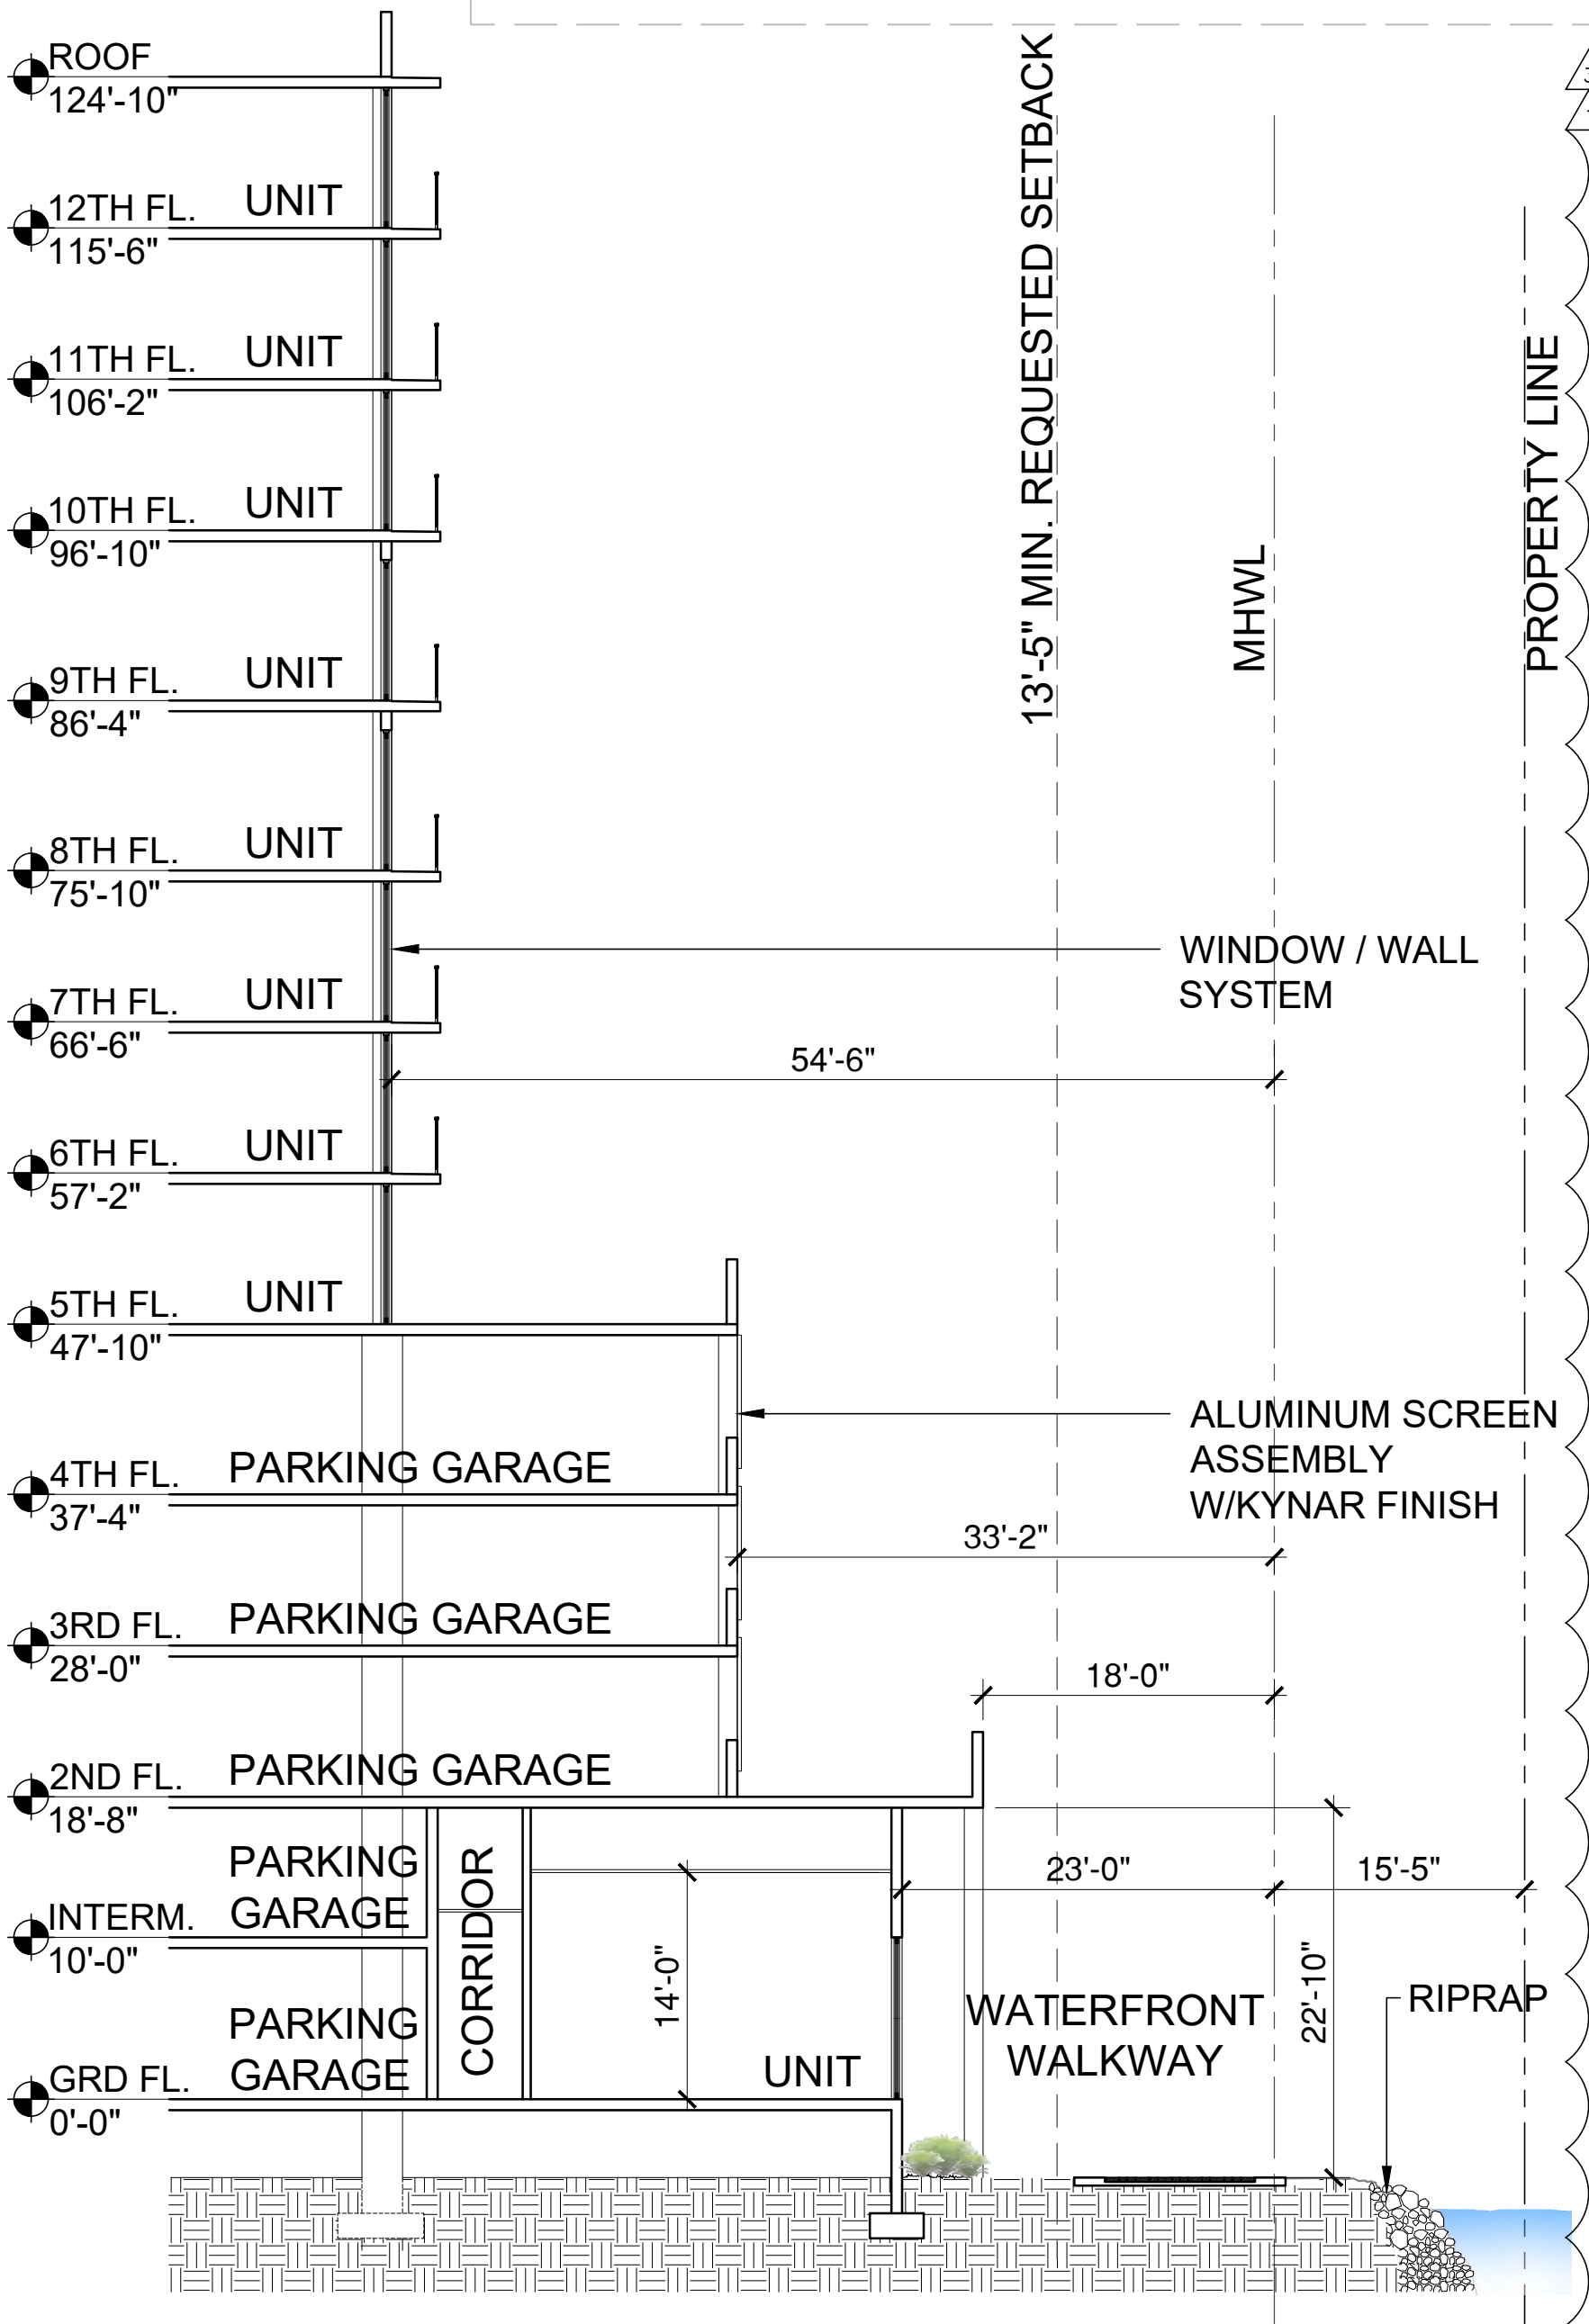 ROOF
124'-10"
12TH FL.
115'-6"
UNIT
11TH FL.
106'-2"
UNIT
10TH FL.
96'-10"
UNIT
9TH FL.
86'-4"
UNIT
8TH FL.
75'-10"
UNIT
7TH FL.
66'-6"
UNIT
6TH FL.
57'-2"
UNIT
5TH FL.
47'-10"
UNIT
4TH FL.
37'-4"
PARKING GARAGE
3RD FL.
28'-0"
PARKING GARAGE
2ND FL.
18'-8"
PARKING GARAGE
INTERM.
10'-0"
PARKING
GARAGE
GRD FL.
0'-0"
PARKING
GARAGE
CORRIDOR
14'-0"
UNIT
13'-5" MIN. REQUESTED SETBACK
MHWL
PROPERTY LINE
WINDOW / WALL
SYSTEM
54'-6"
ALUMINUM SCREEN
ASSEMBLY
W/KYNAR FINISH
33'-2"
18'-0"
23'-0"
15'-5"
22'-10"
WATERFRONT
WALKWAY
RIPRAP